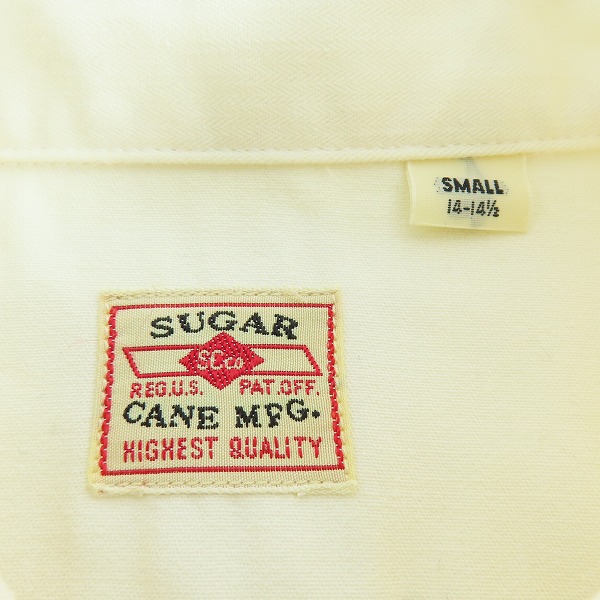 SMALL
14-14½
SUGAR
SCCO
REG.U.S. PAT.OFF.
CANE MFG.
HIGHEST QUALITY